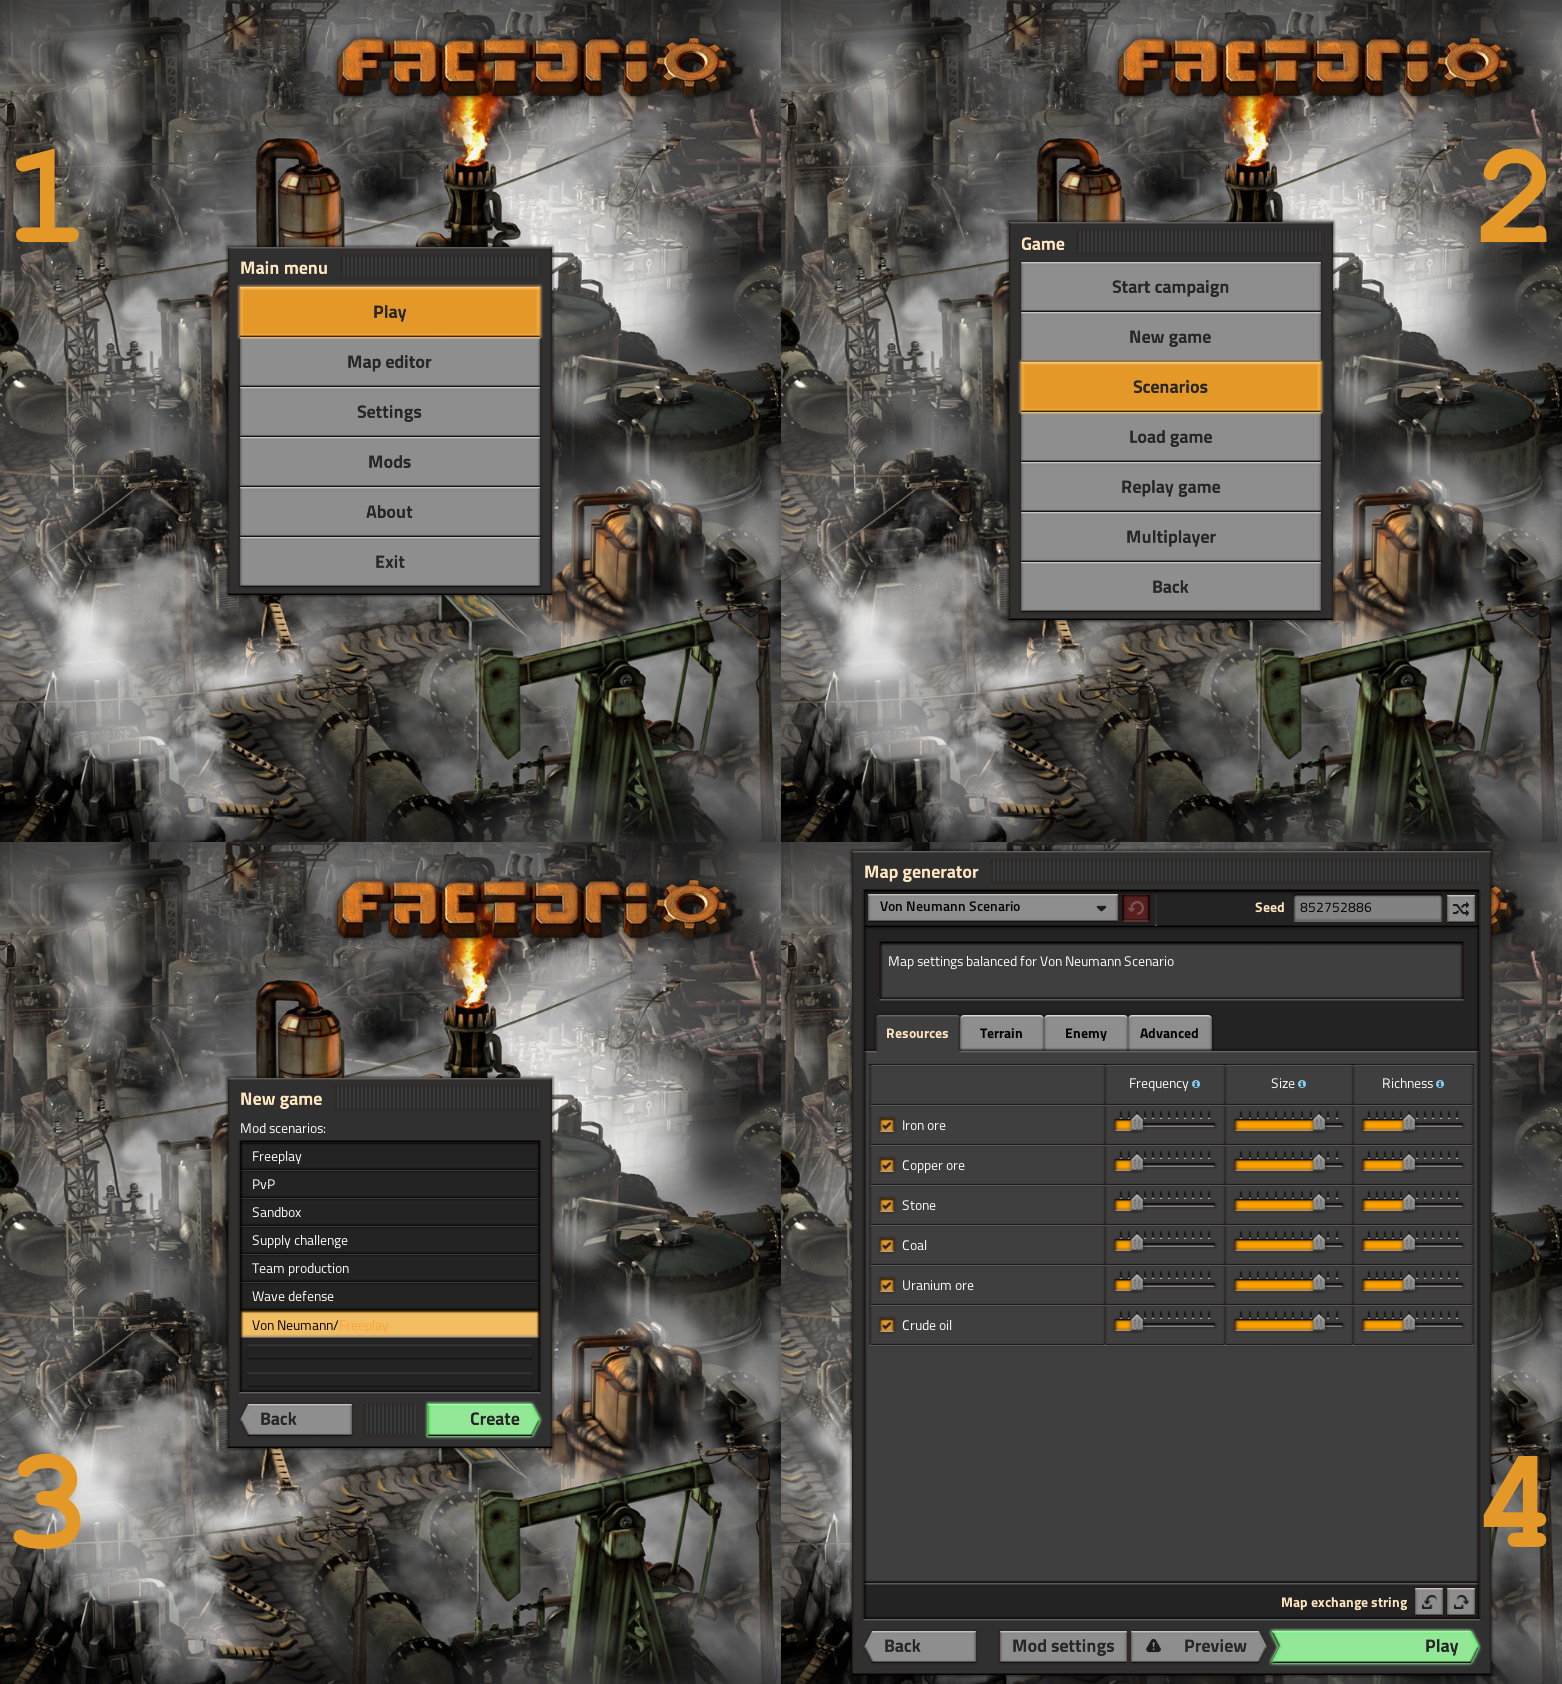 FACTORIO
1
Main menu
Play
Map editor
Settings
Mods
About
Exit
FACTORIO
2
Game
Start campaign
New game
Scenarios
Load game
Replay game
Multiplayer
Back
FACTORIO
New game
Mod scenarios:
Freeplay
PvP
Sandbox
Supply challenge
Team production
Wave defense
Von Neumann/Freeplay
Back Create
3
Map generator
Von Neumann Scenario Seed 852752886
Map settings balanced for Von Neumann Scenario
Resources Terrain Enemy Advanced
Frequency Size Richness
Iron ore
Copper ore
Stone
Coal
Uranium ore
Crude oil
4
Map exchange string
Back Mod settings Preview Play